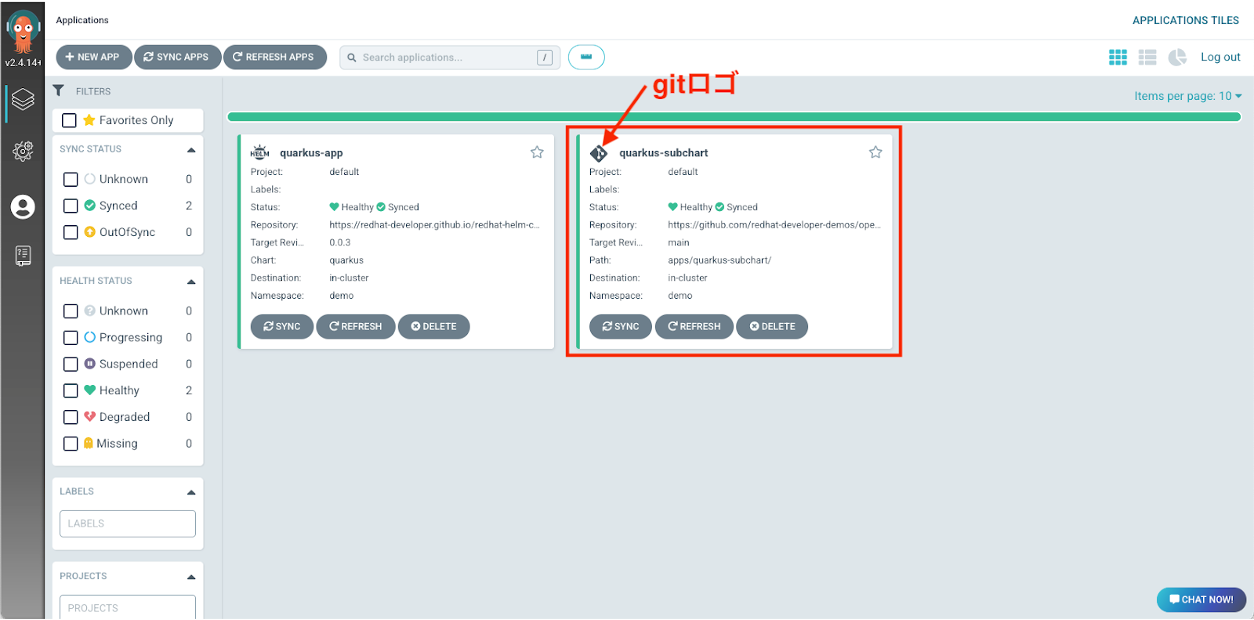 Applications
APPLICATIONS TILES
v2.4.14+
NEW APP
SYNC APPS
REFRESH APPS
Search applications...
/
Log out
gitロゴ
FILTERS
Items per page: 10
Favorites Only
SYNC STATUS
Unknown 0
Synced 2
OutOfSync 0
HEALTH STATUS
Unknown 0
Progressing 0
Suspended 0
Healthy 2
Degraded 0
Missing 0
LABELS
LABELS
PROJECTS
PROJECTS
HELM
quarkus-app
Project: default
Labels:
Status: Healthy Synced
Repository: https://redhat-developer.github.io/redhat-helm-c...
Target Revi... 0.0.3
Chart: quarkus
Destination: in-cluster
Namespace: demo
SYNC REFRESH DELETE
quarkus-subchart
Project: default
Labels:
Status: Healthy Synced
Repository: https://github.com/redhat-developer-demos/ope...
Target Revi... main
Path: apps/quarkus-subchart/
Destination: in-cluster
Namespace: demo
SYNC REFRESH DELETE
CHAT NOW!